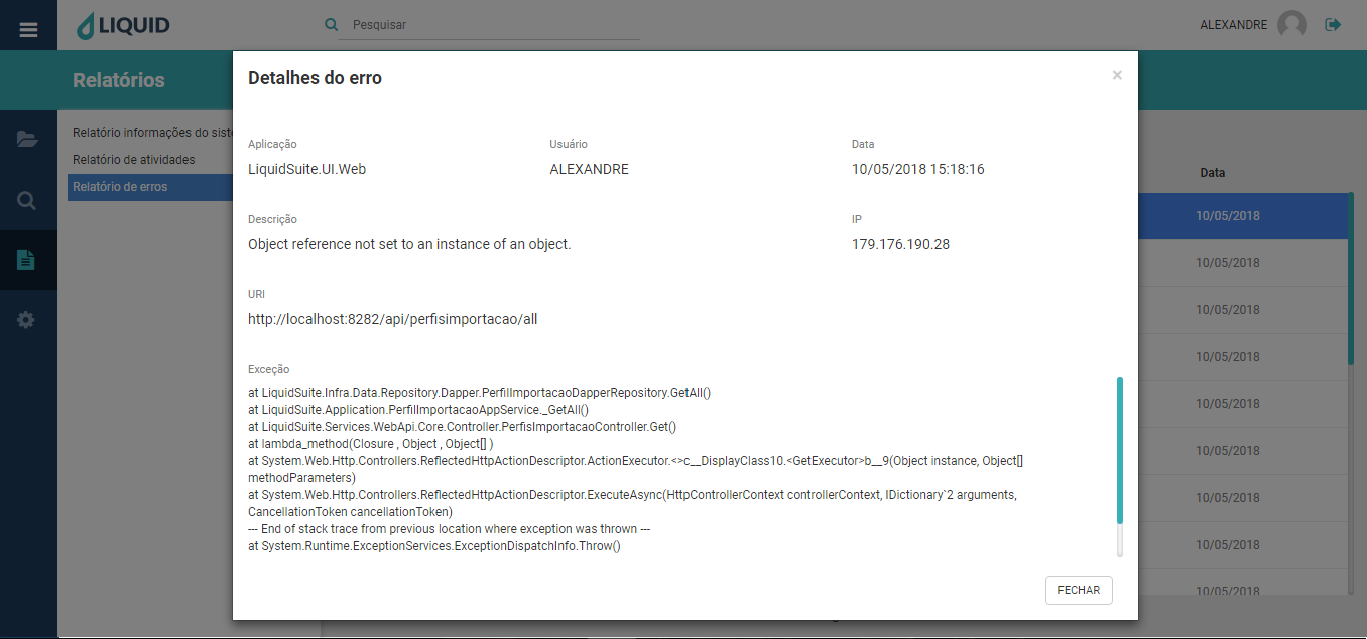 LIQUID
Pesquisar
ALEXANDRE
Relatórios
Detalhes do erro
×
Relatório informações do siste
Relatório de atividades
Relatório de erros
Aplicação
Usuário
Data
LiquidSuite.UI.Web
ALEXANDRE
10/05/2018 15:18:16
Descrição
IP
Object reference not set to an instance of an object.
179.176.190.28
URI
http://localhost:8282/api/perfisimportacao/all
Exceção
at LiquidSuite.Infra.Data.Repository.Dapper.PerfilImportacaoDapperRepository.GetAll()
at LiquidSuite.Application.PerfilImportacaoAppService._GetAll()
at LiquidSuite.Services.WebApi.Core.Controller.PerfisImportacaoController.Get()
at lambda_method(Closure , Object , Object[] )
at System.Web.Http.Controllers.ReflectedHttpActionDescriptor.ActionExecutor.<>c__DisplayClass10.<GetExecutor>b__9(Object instance, Object[]
methodParameters)
at System.Web.Http.Controllers.ReflectedHttpActionDescriptor.ExecuteAsync(HttpControllerContext controllerContext, IDictionary`2 arguments,
CancellationToken cancellationToken)
--- End of stack trace from previous location where exception was thrown ---
at System.Runtime.ExceptionServices.ExceptionDispatchInfo.Throw()
FECHAR
Data
10/05/2018
10/05/2018
10/05/2018
10/05/2018
10/05/2018
10/05/2018
10/05/2018
10/05/2018
10/05/2018